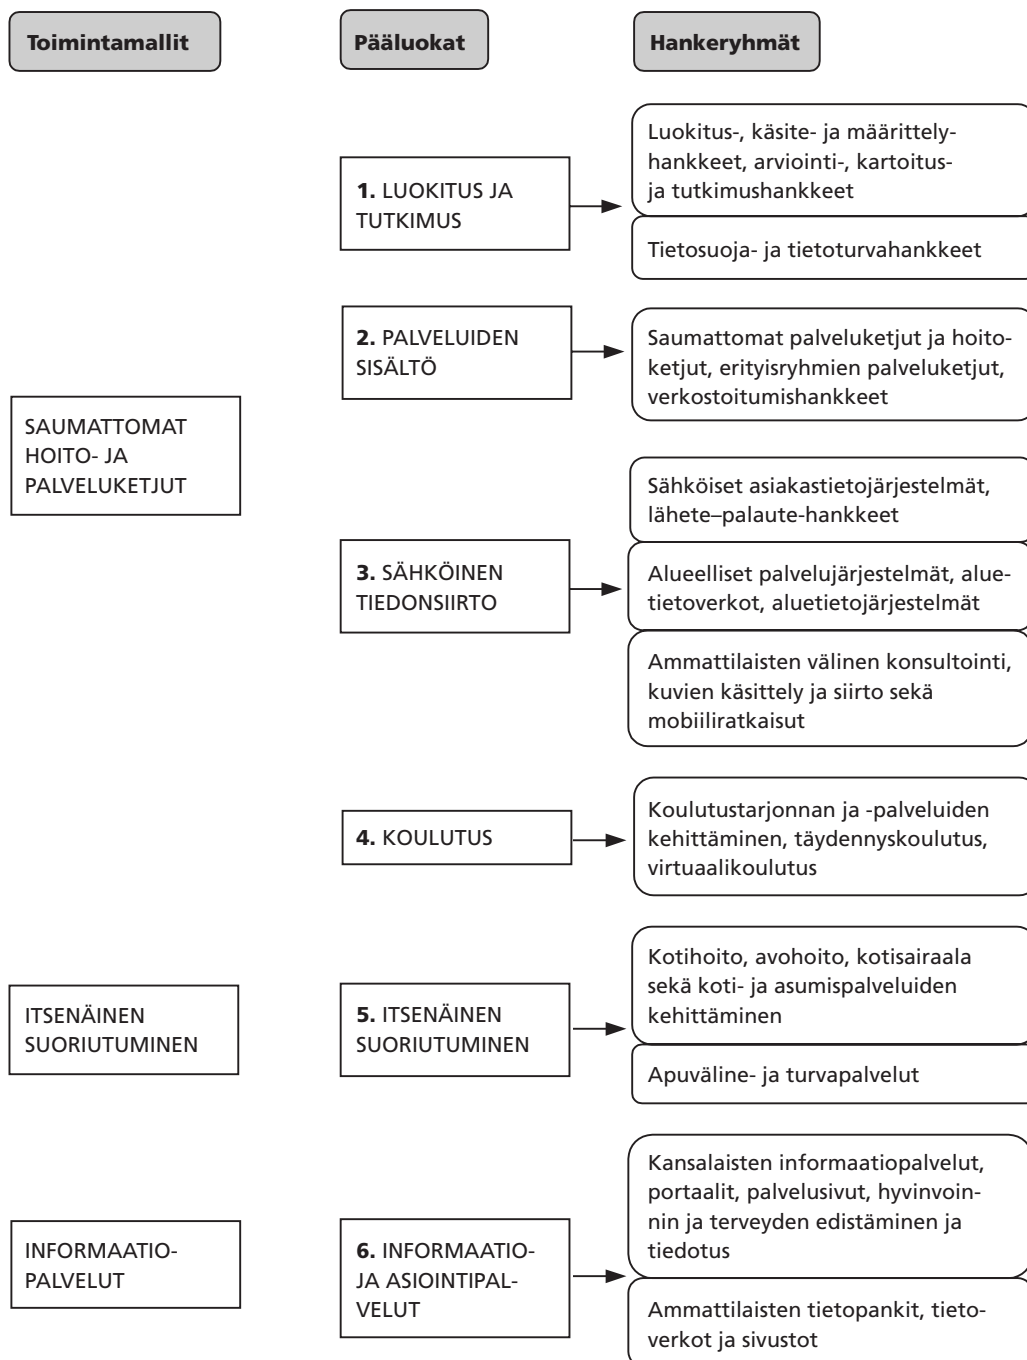 Toimintamallit
Pääluokat
Hankeryhmät
SAUMATTOMAT
HOITO- JA
PALVELUKETJUT
1. LUOKITUS JA
TUTKIMUS
Luokitus-, käsite- ja määrittely-
hankkeet, arviointi-, kartoitus-
ja tutkimushankkeet
Tietosuoja- ja tietoturvahankkeet
2. PALVELUIDEN
SISÄLTÖ
Saumattomat palveluketjut ja hoito-
ketjut, erityisryhmien palveluketjut,
verkostoitumishankkeet
3. SÄHKÖINEN
TIEDONSIIRTO
Sähköiset asiakastietojärjestelmät,
lähete–palaute-hankkeet
Alueelliset palvelujärjestelmät, alue-
tietoverkot, aluetietojärjestelmät
Ammattilaisten välinen konsultointi,
kuvien käsittely ja siirto sekä
mobiiliratkaisut
4. KOULUTUS
Koulutustarjonnan ja -palveluiden
kehittäminen, täydennyskoulutus,
virtuaalikoulutus
ITSENÄINEN
SUORIUTUMINEN
5. ITSENÄINEN
SUORIUTUMINEN
Kotihoito, avohoito, kotisairaala
sekä koti- ja asumispalveluiden
kehittäminen
Apuväline- ja turvapalvelut
INFORMAATIO-
PALVELUT
6. INFORMAATIO-
JA ASIOINTIPAL-
VELUT
Kansalaisten informaatiopalvelut,
portaalit, palvelusivut, hyvinvoin-
nin ja terveyden edistäminen ja
tiedotus
Ammattilaisten tietopankit, tieto-
verkot ja sivustot